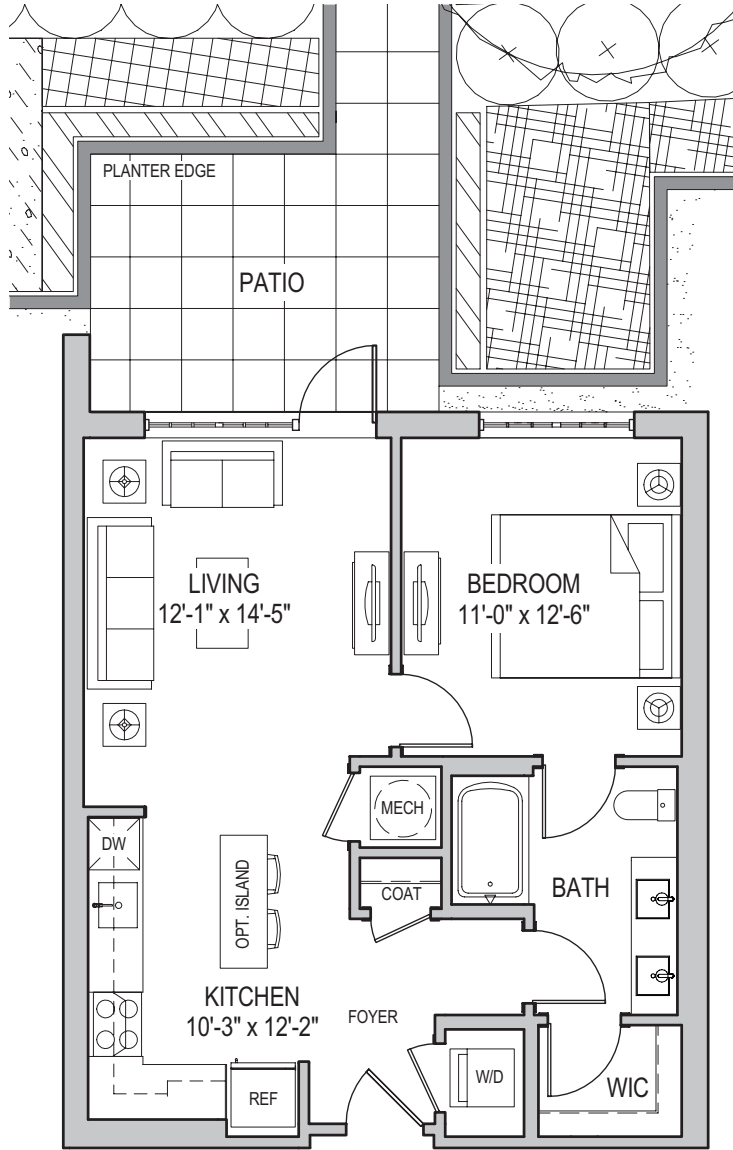 PLANTER EDGE
PATIO
LIVING
12'-1" x 14'-5"
BEDROOM
11'-0" x 12'-6"
MECH
DW
COAT
OPT. ISLAND
BATH
KITCHEN
10'-3" x 12'-2"
FOYER
W/D
WIC
REF